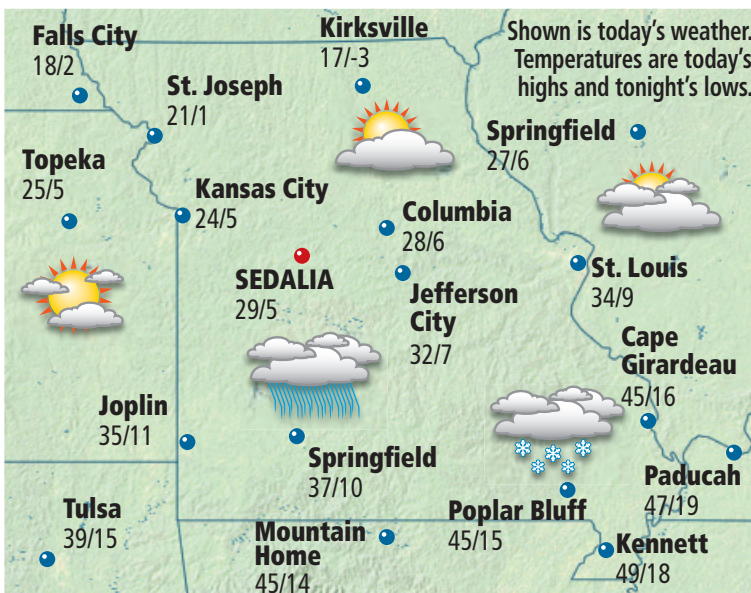 Falls City
18/2
St. Joseph
21/1
Kirksville
17/-3
Shown is today’s weather.
Temperatures are today’s
highs and tonight’s lows.
Springfield
27/6
Topeka
25/5
Kansas City
24/5
Columbia
28/6
SEDALIA
29/5
Jefferson
City
32/7
St. Louis
34/9
Cape
Girardeau
45/16
Joplin
35/11
Springfield
37/10
Poplar Bluff
45/15
Paducah
47/19
Tulsa
39/15
Mountain
Home
45/14
Kennett
49/18